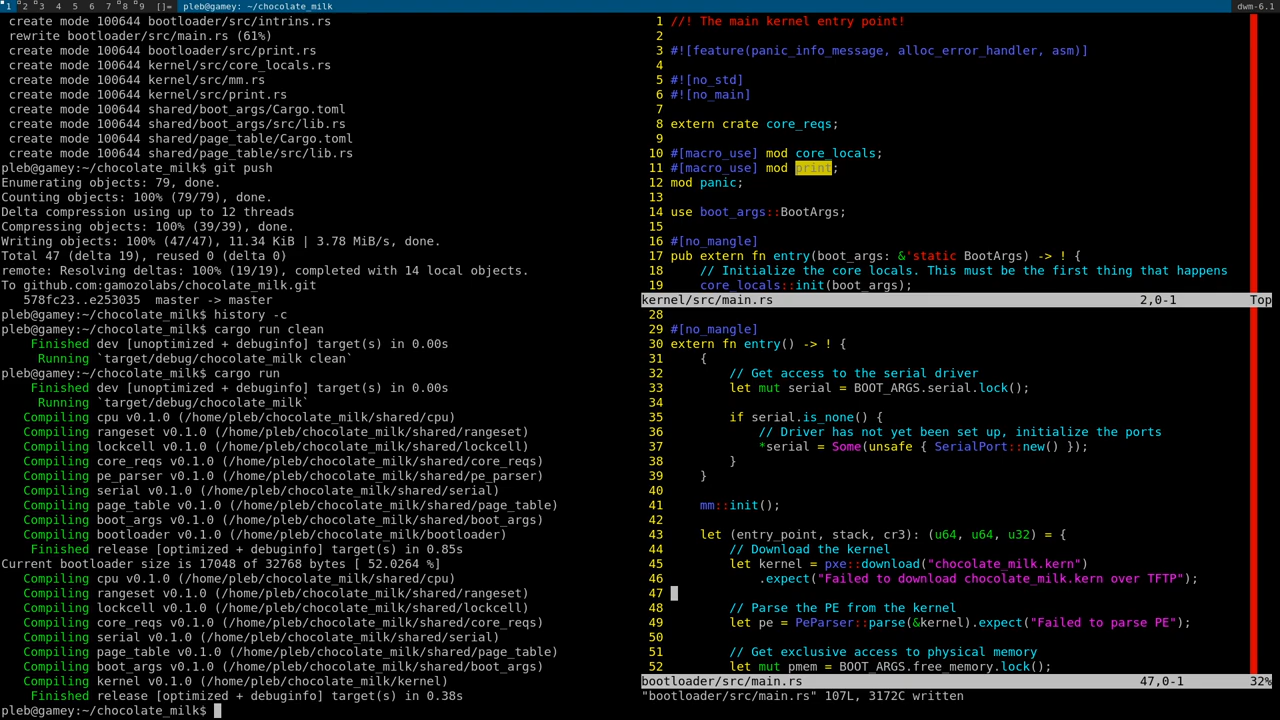 1 2 3 4 5 6 7 8 9 []= pleb@gamey: ~/chocolate_milk dwm-6.1
create mode 100644 bootloader/src/intrins.rs
rewrite bootloader/src/main.rs (61%)
create mode 100644 bootloader/src/print.rs
create mode 100644 kernel/src/core_locals.rs
create mode 100644 kernel/src/mm.rs
create mode 100644 kernel/src/print.rs
create mode 100644 shared/boot_args/Cargo.toml
create mode 100644 shared/boot_args/src/lib.rs
create mode 100644 shared/page_table/Cargo.toml
create mode 100644 shared/page_table/src/lib.rs
pleb@gamey:~/chocolate_milk$ git push
Enumerating objects: 79, done.
Counting objects: 100% (79/79), done.
Delta compression using up to 12 threads
Compressing objects: 100% (39/39), done.
Writing objects: 100% (47/47), 11.34 KiB | 3.78 MiB/s, done.
Total 47 (delta 19), reused 0 (delta 0)
remote: Resolving deltas: 100% (19/19), completed with 14 local objects.
To github.com:gamozolabs/chocolate_milk.git
578fc23..e253035 master -> master
pleb@gamey:~/chocolate_milk$ history -c
pleb@gamey:~/chocolate_milk$ cargo run clean
Finished dev [unoptimized + debuginfo] target(s) in 0.00s
Running `target/debug/chocolate_milk clean`
pleb@gamey:~/chocolate_milk$ cargo run
Finished dev [unoptimized + debuginfo] target(s) in 0.00s
Running `target/debug/chocolate_milk`
Compiling cpu v0.1.0 (/home/pleb/chocolate_milk/shared/cpu)
Compiling rangeset v0.1.0 (/home/pleb/chocolate_milk/shared/rangeset)
Compiling lockcell v0.1.0 (/home/pleb/chocolate_milk/shared/lockcell)
Compiling core_reqs v0.1.0 (/home/pleb/chocolate_milk/shared/core_reqs)
Compiling pe_parser v0.1.0 (/home/pleb/chocolate_milk/shared/pe_parser)
Compiling serial v0.1.0 (/home/pleb/chocolate_milk/shared/serial)
Compiling page_table v0.1.0 (/home/pleb/chocolate_milk/shared/page_table)
Compiling boot_args v0.1.0 (/home/pleb/chocolate_milk/shared/boot_args)
Compiling bootloader v0.1.0 (/home/pleb/chocolate_milk/bootloader)
Finished release [optimized + debuginfo] target(s) in 0.85s
Current bootloader size is 17048 of 32768 bytes [ 52.0264 %]
Compiling cpu v0.1.0 (/home/pleb/chocolate_milk/shared/cpu)
Compiling rangeset v0.1.0 (/home/pleb/chocolate_milk/shared/rangeset)
Compiling lockcell v0.1.0 (/home/pleb/chocolate_milk/shared/lockcell)
Compiling core_reqs v0.1.0 (/home/pleb/chocolate_milk/shared/core_reqs)
Compiling serial v0.1.0 (/home/pleb/chocolate_milk/shared/serial)
Compiling page_table v0.1.0 (/home/pleb/chocolate_milk/shared/page_table)
Compiling boot_args v0.1.0 (/home/pleb/chocolate_milk/shared/boot_args)
Compiling kernel v0.1.0 (/home/pleb/chocolate_milk/kernel)
Finished release [optimized + debuginfo] target(s) in 0.38s
pleb@gamey:~/chocolate_milk$
1 //! The main kernel entry point!
2
3 #![feature(panic_info_message, alloc_error_handler, asm)]
4
5 #![no_std]
6 #![no_main]
7
8 extern crate core_reqs;
9
10 #[macro_use] mod core_locals;
11 #[macro_use] mod print;
12 mod panic;
13
14 use boot_args::BootArgs;
15
16 #[no_mangle]
17 pub extern fn entry(boot_args: &'static BootArgs) -> ! {
18 // Initialize the core locals. This must be the first thing that happens
19 core_locals::init(boot_args);
kernel/src/main.rs 2,0-1 Top
28
29 #[no_mangle]
30 extern fn entry() -> ! {
31 {
32 // Get access to the serial driver
33 let mut serial = BOOT_ARGS.serial.lock();
34
35 if serial.is_none() {
36 // Driver has not yet been set up, initialize the ports
37 *serial = Some(unsafe { SerialPort::new() });
38 }
39 }
40
41 mm::init();
42
43 let (entry_point, stack, cr3): (u64, u64, u32) = {
44 // Download the kernel
45 let kernel = pxe::download("chocolate_milk.kern")
46 .expect("Failed to download chocolate_milk.kern over TFTP");
47
48 // Parse the PE from the kernel
49 let pe = PeParser::parse(&kernel).expect("Failed to parse PE");
50
51 // Get exclusive access to physical memory
52 let mut pmem = BOOT_ARGS.free_memory.lock();
bootloader/src/main.rs 47,0-1 32%
"bootloader/src/main.rs" 107L, 3172C written